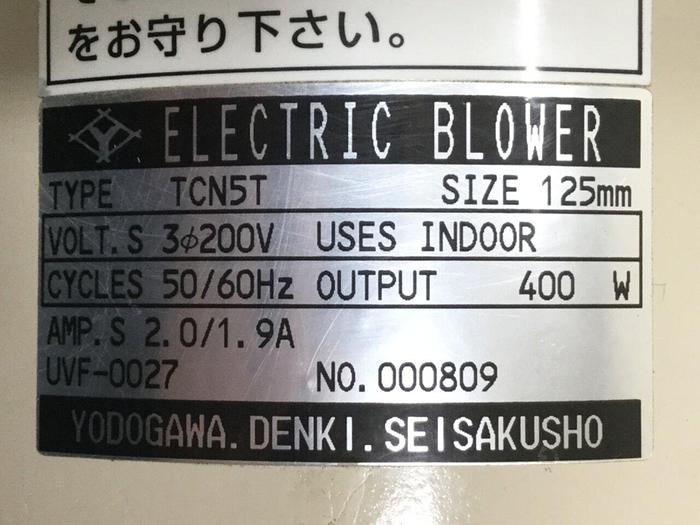 をお守り下さい。
ELECTRIC BLOWER
TYPE TCN5T SIZE 125mm
VOLT.S 3φ200V USES INDOOR
CYCLES 50/60Hz OUTPUT 400 W
AMP.S 2.0/1.9A
UVF-0027 NO.000809
YODOGAWA.DENKI.SEISAKUSHO